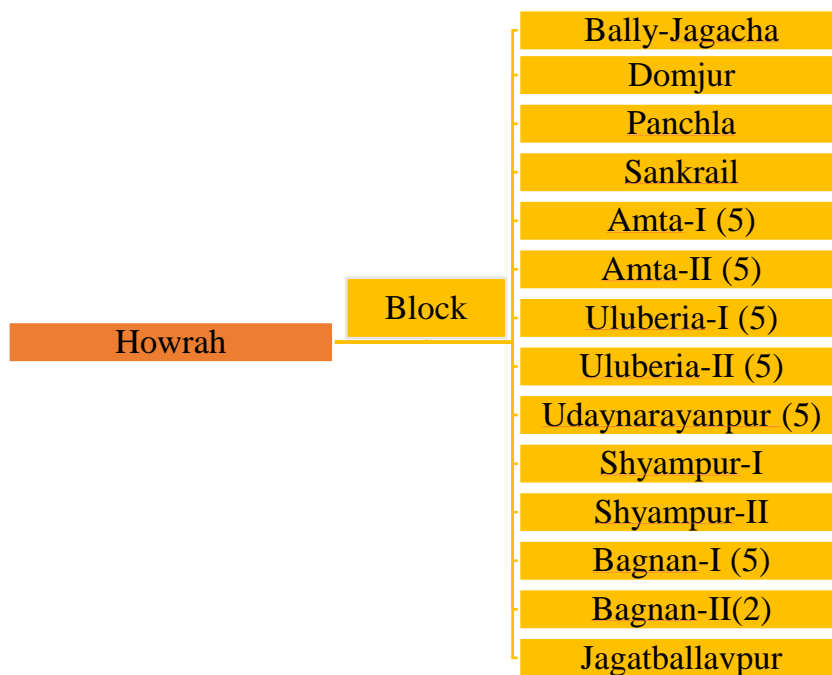 Howrah
Block
Bally-Jagacha
Domjur
Panchla
Sankrail
Amta-I (5)
Amta-II (5)
Uluberia-I (5)
Uluberia-II (5)
Udaynarayanpur (5)
Shyampur-I
Shyampur-II
Bagnan-I (5)
Bagnan-II(2)
Jagatballavpur